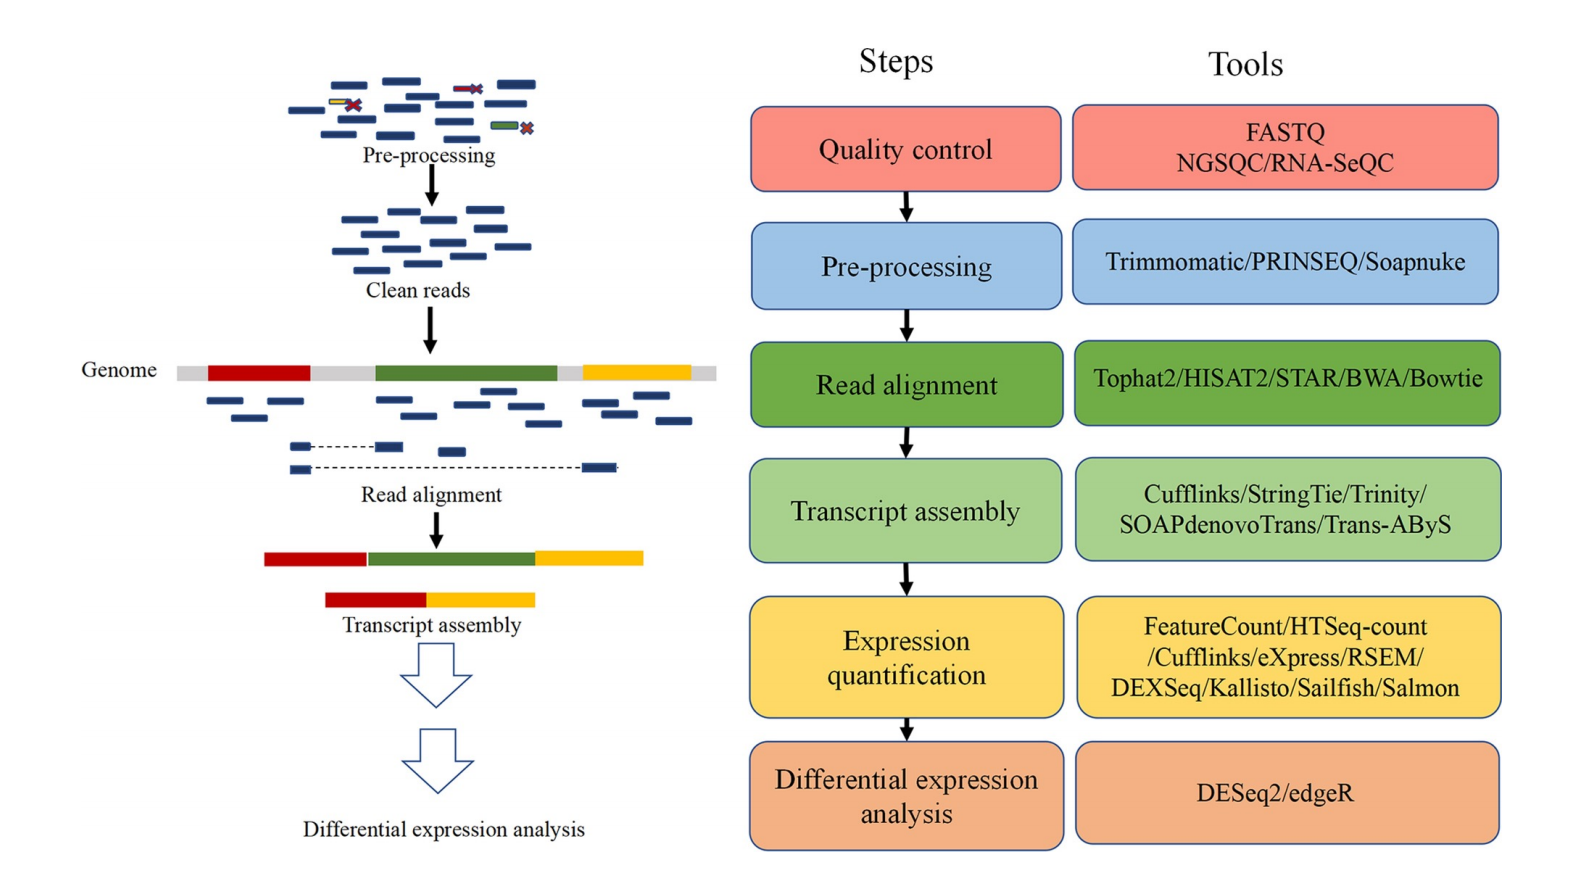 Pre-processing
Clean reads
Genome
Read alignment
Transcript assembly
Differential expression analysis
Steps
Tools
Quality control
FASTQ
NGSQC/RNA-SeQC
Pre-processing
Trimmomatic/PRINSEQ/Soapnuke
Read alignment
Tophat2/HISAT2/STAR/BWA/Bowtie
Transcript assembly
Cufflinks/StringTie/Trinity/
SOAPdenovoTrans/Trans-AByS
Expression
quantification
FeatureCount/HTSeq-count
/Cufflinks/eXpress/RSEM/
DEXSeq/Kallisto/Sailfish/Salmon
Differential expression
analysis
DESeq2/edgeR